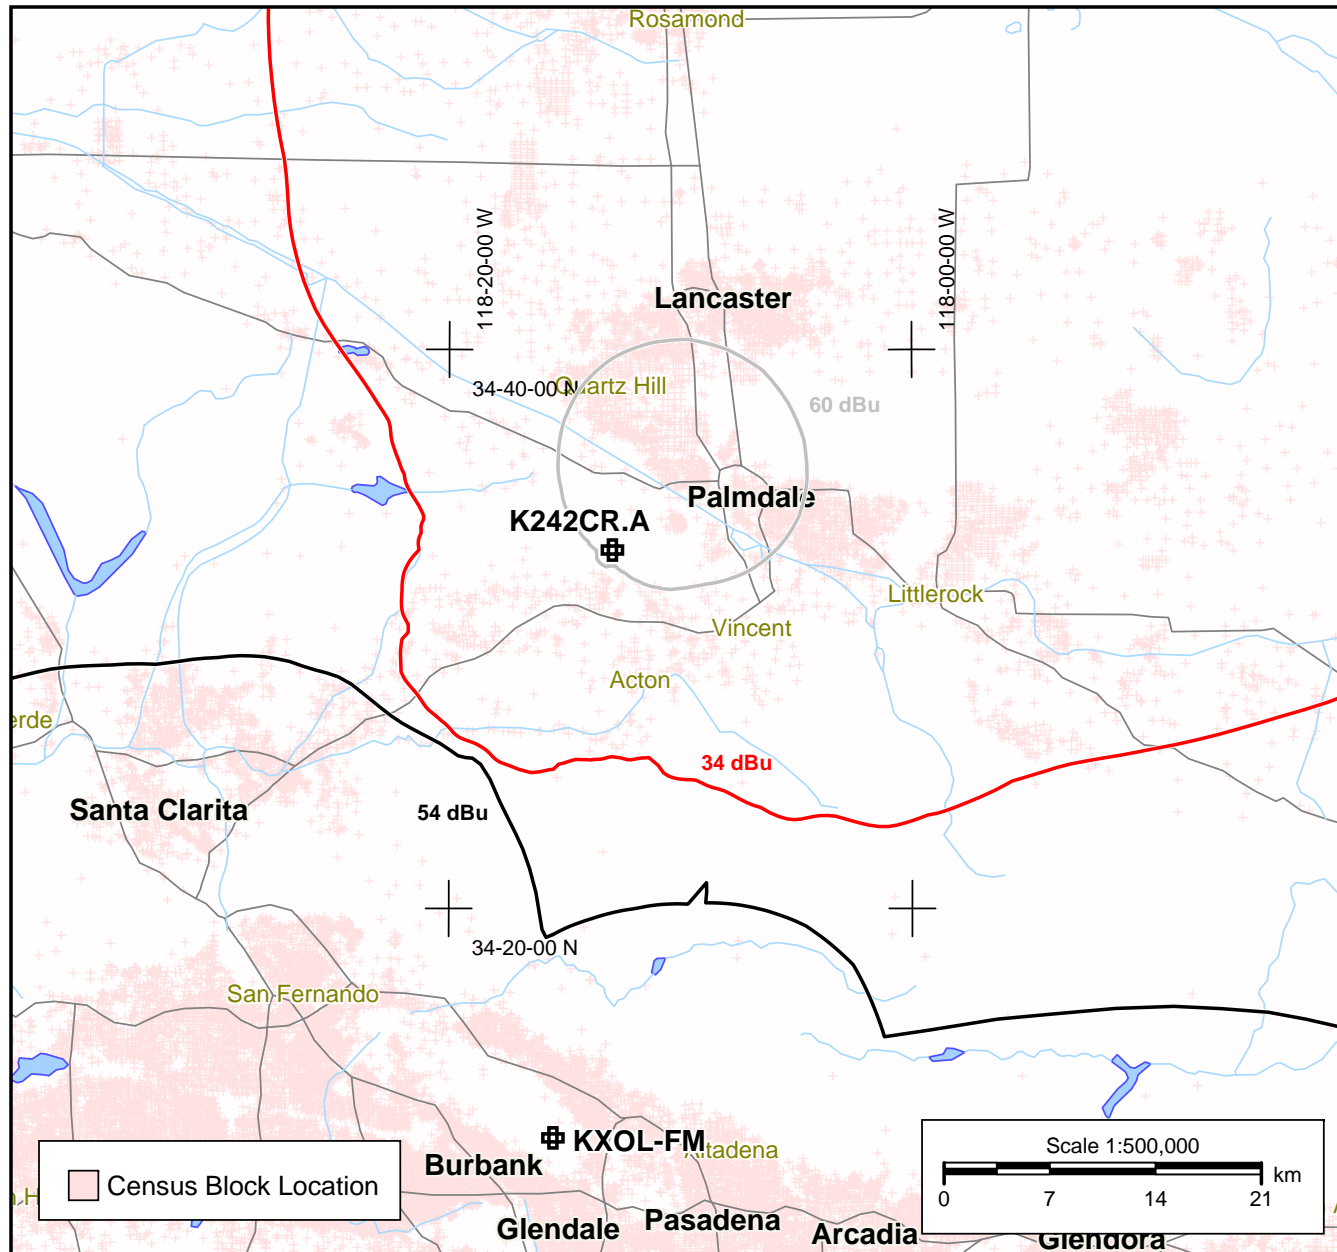 Rosamond
118-20-00 W
118-00-00 W
Lancaster
34-40-00 N
Quartz Hill
60 dBu
Palmdale
K242CR.A
Littlerock
Vincent
Acton
erde
34 dBu
Santa Clarita
54 dBu
34-20-00 N
San Fernando
KXOL-FM
Altadena
Burbank
Scale 1:500,000
km
0 7 14 21
Census Block Location
Glendale
Pasadena
Arcadia
Glendora